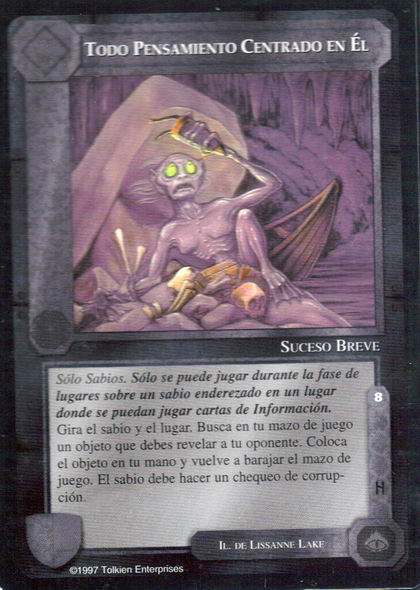 Todo Pensamiento Centrado en Él
Suceso Breve
Sólo Sabios. Sólo se puede jugar durante la fase de
lugares sobre un sabio enderezado en un lugar
donde se puedan jugar cartas de Información.
Gira el sabio y el lugar. Busca en tu mazo de juego
un objeto que debes revelar a tu oponente. Coloca
el objeto en tu mano y vuelve a barajar el mazo de
juego. El sabio debe hacer un chequeo de corrup-
ción.
8
H
Il. de Lissanne Lake
©1997 Tolkien Enterprises